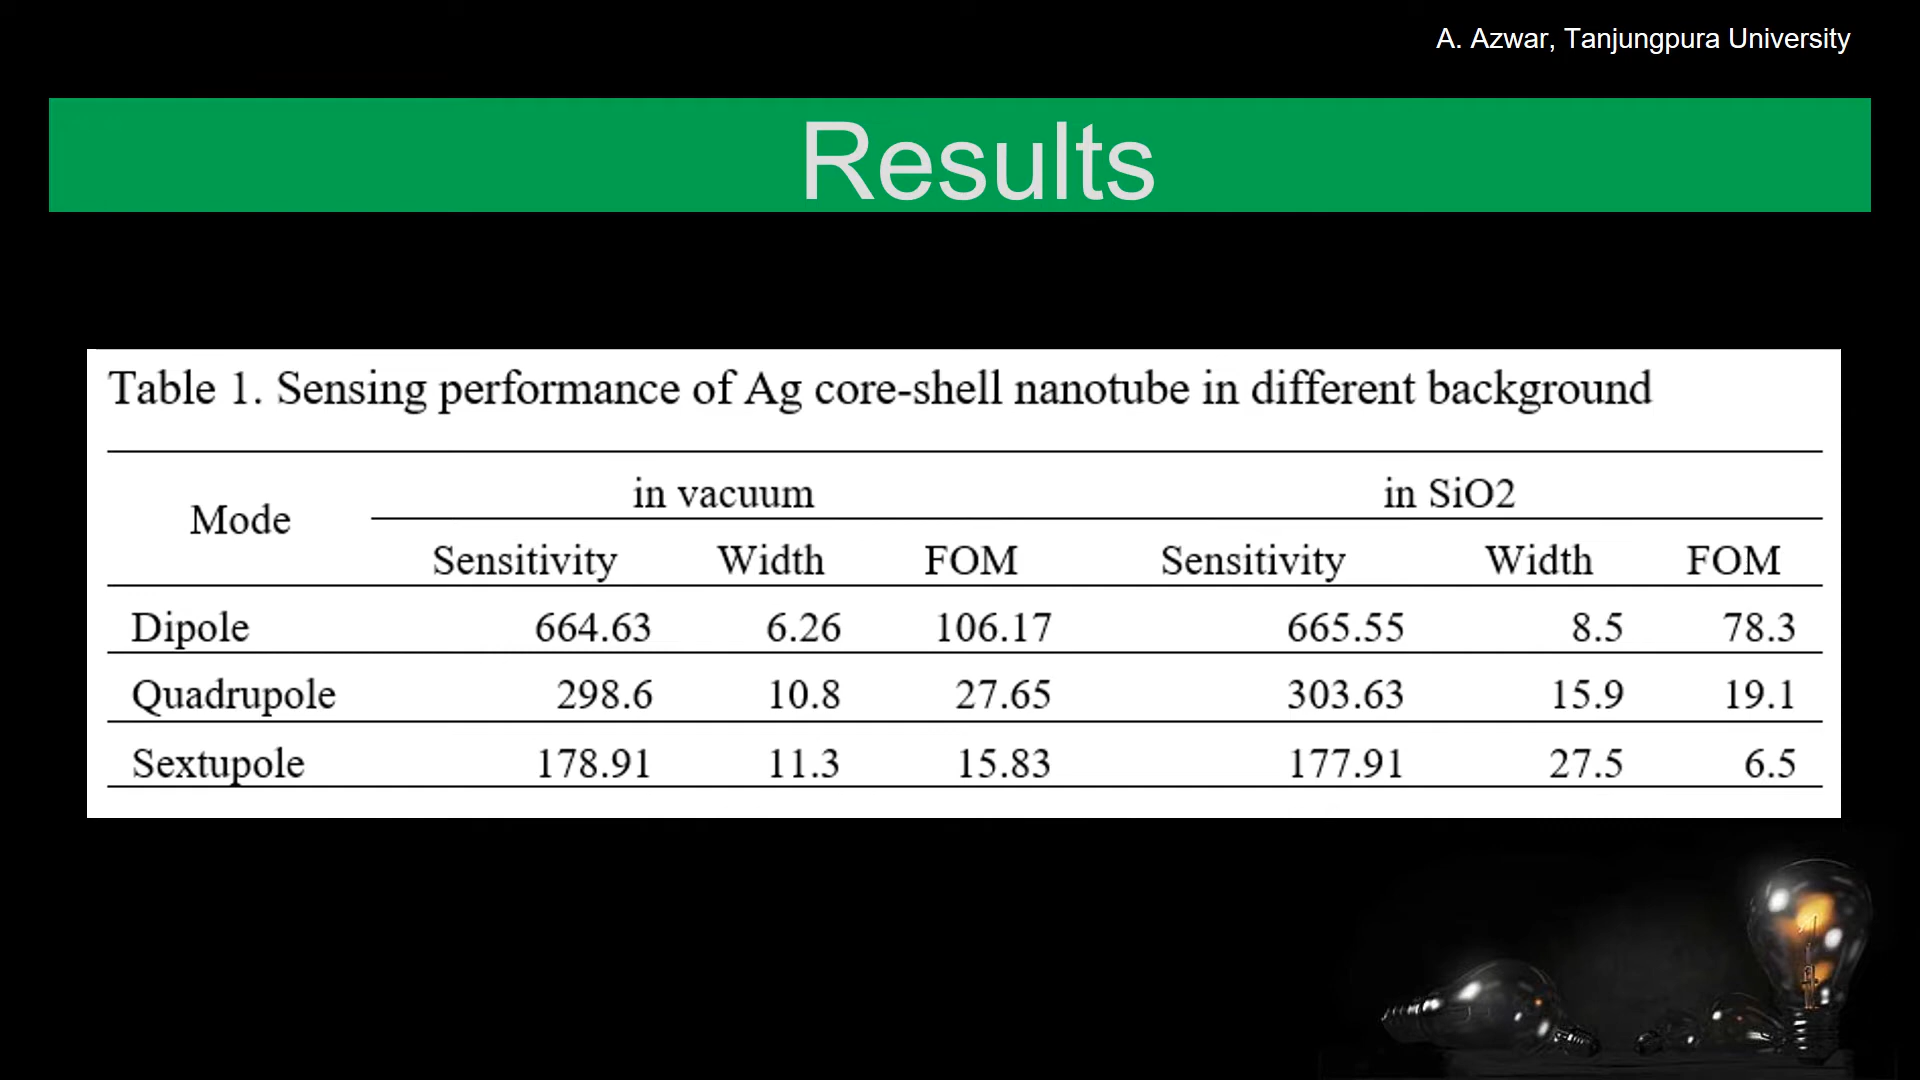 A. Azwar, Tanjungpura University
Results
Table 1. Sensing performance of Ag core-shell nanotube in different background
Mode in vacuum in SiO2
Sensitivity Width FOM Sensitivity Width FOM
Dipole 664.63 6.26 106.17 665.55 8.5 78.3
Quadrupole 298.6 10.8 27.65 303.63 15.9 19.1
Sextupole 178.91 11.3 15.83 177.91 27.5 6.5